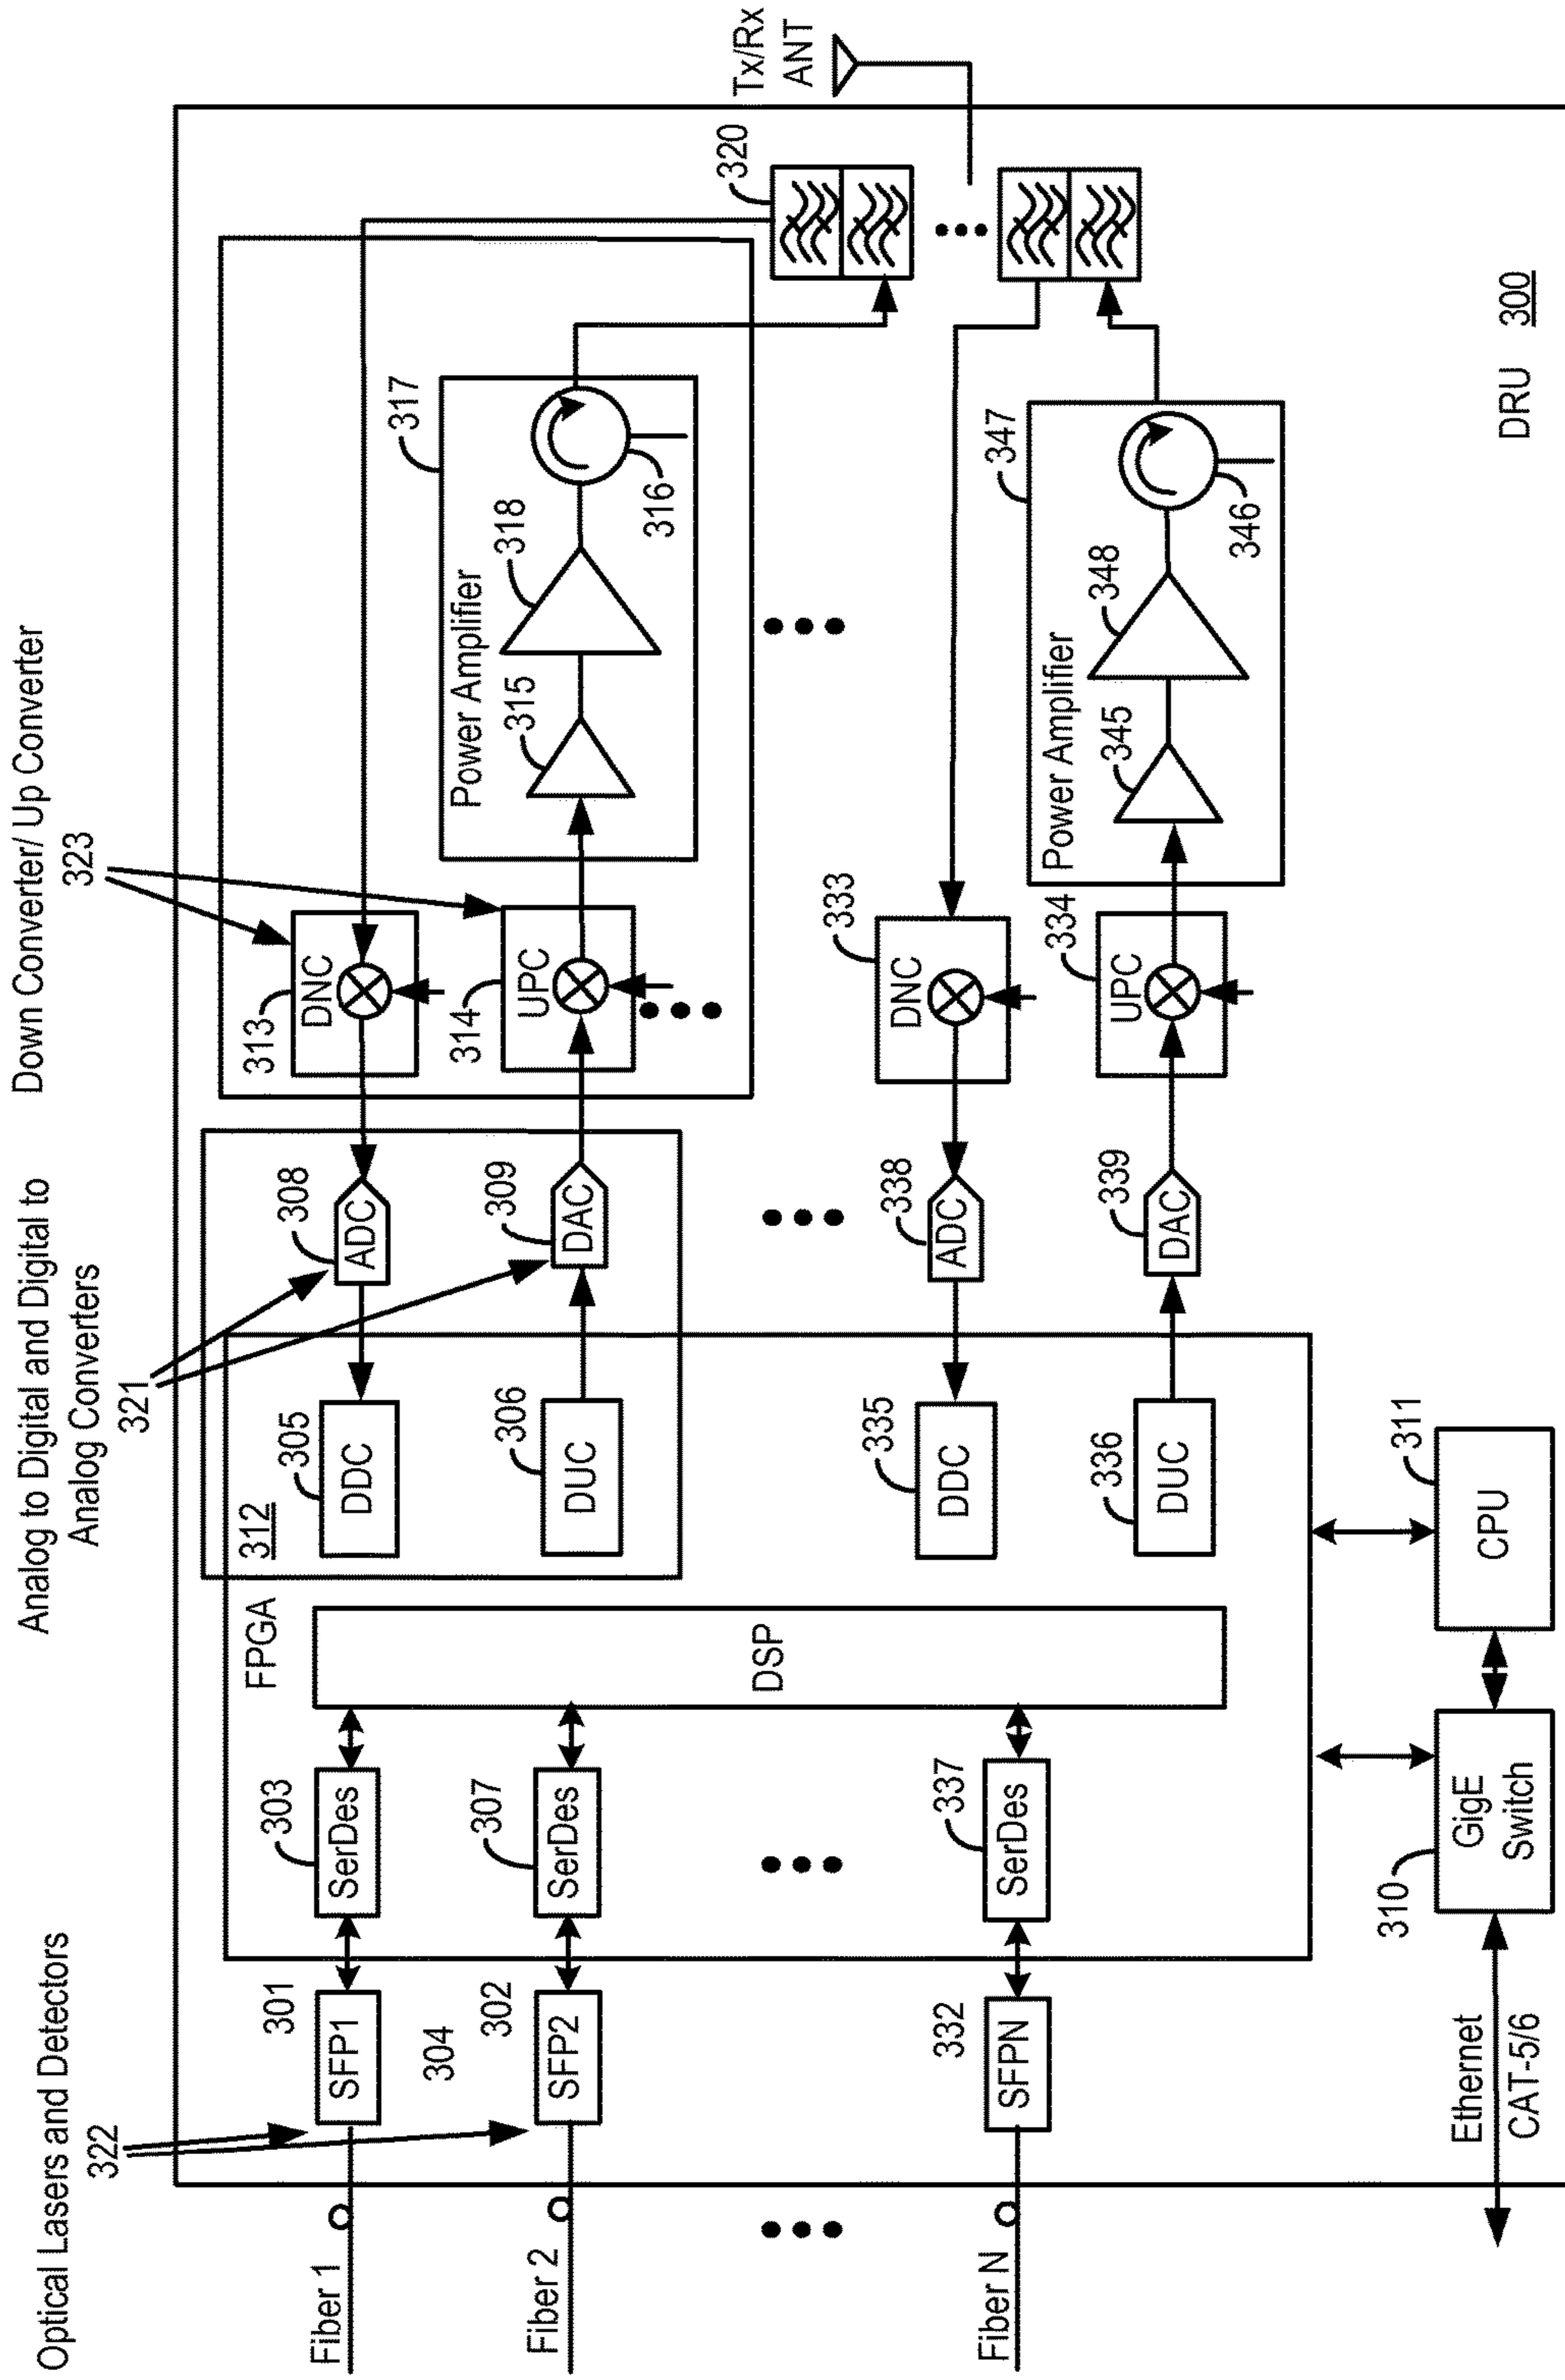 Optical Lasers and Detectors
322
Analog to Digital and Digital to
Analog Converters
321
Down Converter/ Up Converter
323
Fiber 1
SFP1
301
SerDes
303
FPGA
312
DDC
305
ADC
308
DNC
313
304
Fiber 2
SFP2
302
SerDes
307
DSP
DUC
306
DAC
309
UPC
314
Power Amplifier
315
318
316
317
320
Tx/Rx
ANT
Fiber N
SFPN
332
SerDes
337
DDC
335
ADC
338
DNC
333
DUC
336
DAC
339
UPC
334
Power Amplifier
345
348
346
347
Ethernet
CAT-5/6
310
GigE
Switch
CPU
311
DRU 300